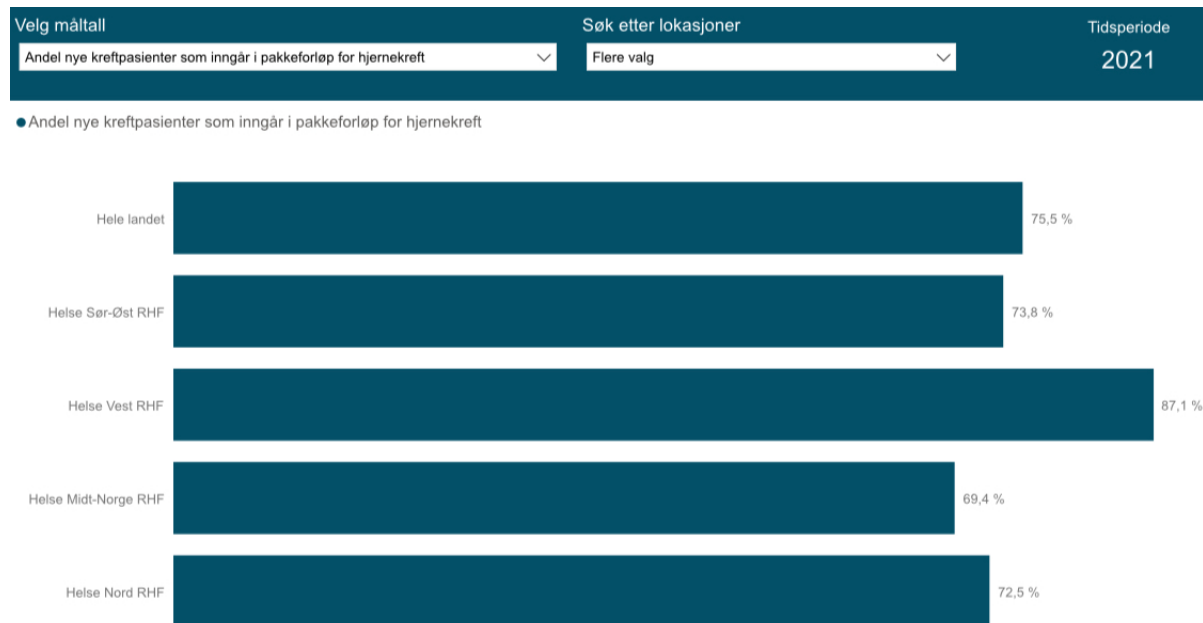 Velg måltall
Andel nye kreftpasienter som inngår i pakkeforløp for hjernekreft
Søk etter lokasjoner
Flere valg
Tidsperiode
2021
Andel nye kreftpasienter som inngår i pakkeforløp for hjernekreft
Hele landet 75,5 %
Helse Sør-Øst RHF 73,8 %
Helse Vest RHF 87,1 %
Helse Midt-Norge RHF 69,4 %
Helse Nord RHF 72,5 %